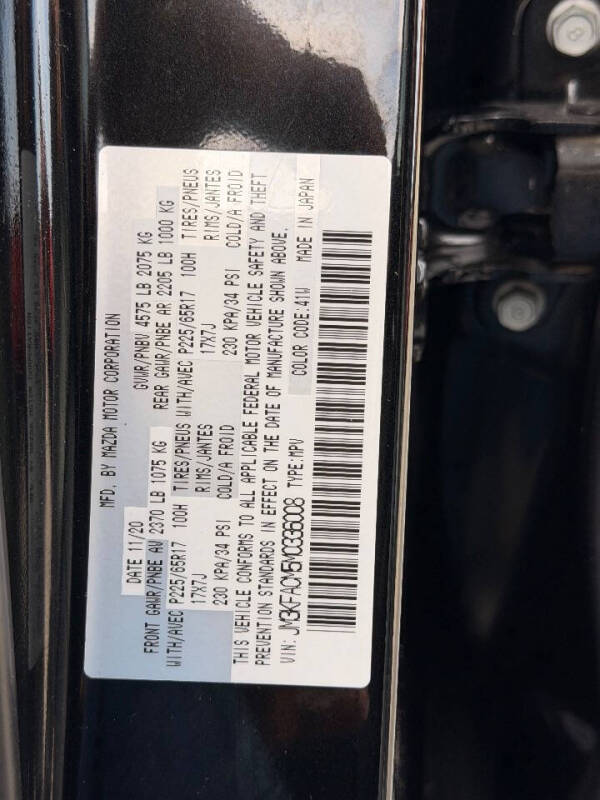 MFD. BY MAZDA MOTOR CORPORATION
DATE 11/20 GVWR/PNBV 4575 LB 2075 KG
FRONT GAWR/PNBE AV 2370 LB 1075 KG REAR GAWR/PNBE AR 2205 LB 1000 KG
WITH/AVEC P225/65R17 100H TIRES/PNEUS WITH/AVEC P225/65R17 100H TIRES/PNEUS
17X7J RIMS/JANTES 17X7J RIMS/JANTES
230 KPA/34 PSI COLD/A FROID 230 KPA/34 PSI COLD/A FROID
THIS VEHICLE CONFORMS TO ALL APPLICABLE FEDERAL MOTOR VEHICLE SAFETY AND THEFT
PREVENTION STANDARDS IN EFFECT ON THE DATE OF MANUFACTURE SHOWN ABOVE.
VIN: JM3KFACM5M0336008 TYPE:MPV COLOR CODE:41W MADE IN JAPAN
8